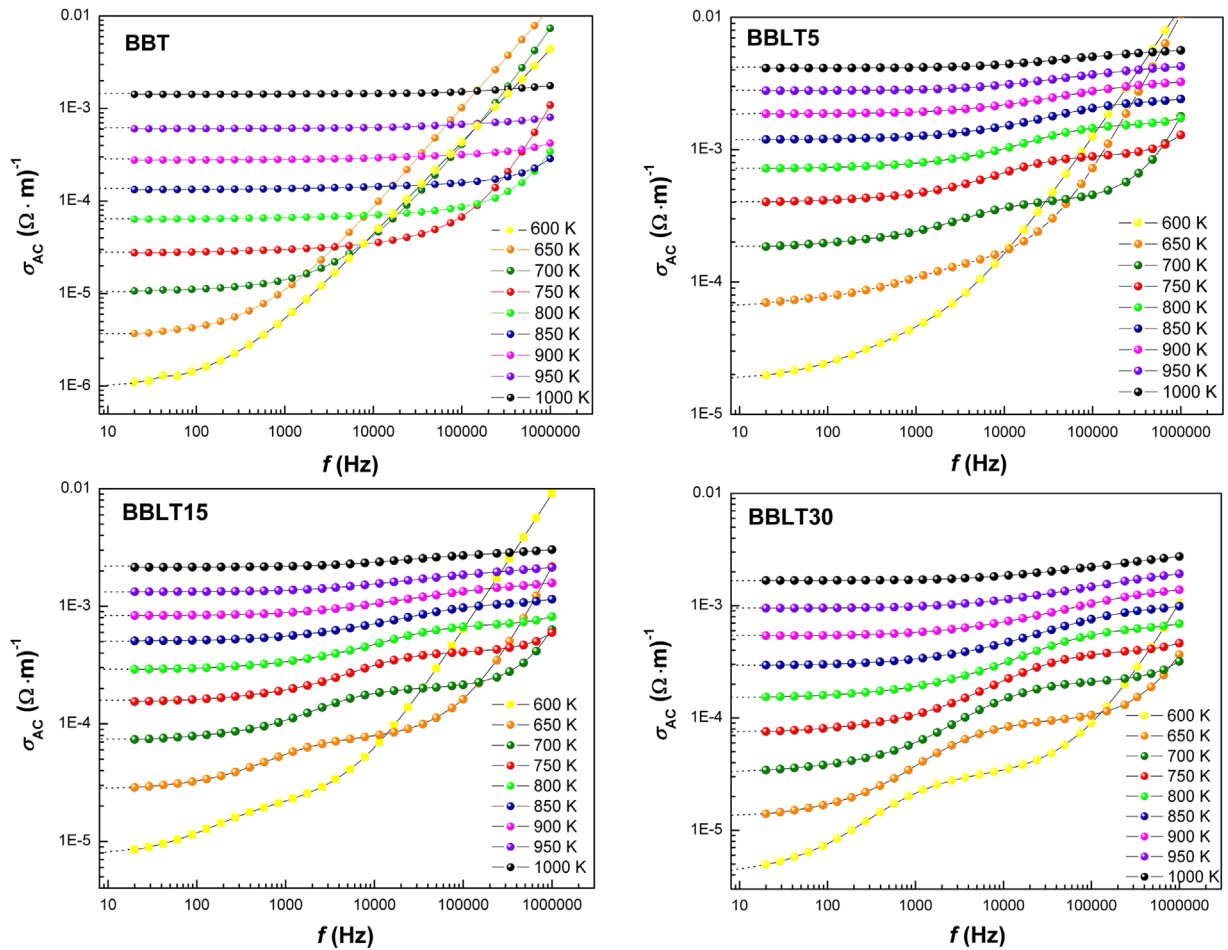 BBT
0.01
1E-3
1E-4
1E-5
1E-6
σAC (Ω·m)⁻¹
600 K
650 K
700 K
750 K
800 K
850 K
900 K
950 K
1000 K
10 100 1000 10000 100000 1000000
f (Hz)
BBLT5
0.01
1E-3
1E-4
1E-5
σAC (Ω·m)⁻¹
600 K
650 K
700 K
750 K
800 K
850 K
900 K
950 K
1000 K
10 100 1000 10000 100000 1000000
f (Hz)
BBLT15
0.01
1E-3
1E-4
1E-5
σAC (Ω·m)⁻¹
600 K
650 K
700 K
750 K
800 K
850 K
900 K
950 K
1000 K
10 100 1000 10000 100000 1000000
f (Hz)
BBLT30
0.01
1E-3
1E-4
1E-5
σAC (Ω·m)⁻¹
600 K
650 K
700 K
750 K
800 K
850 K
900 K
950 K
1000 K
10 100 1000 10000 100000 1000000
f (Hz)